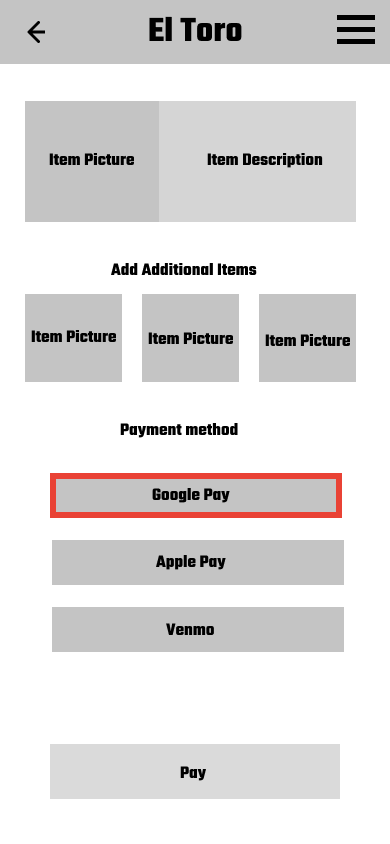 El Toro
Item Picture
Item Description
Add Additional Items
Item Picture
Item Picture
Item Picture
Payment method
Google Pay
Apple Pay
Venmo
Pay